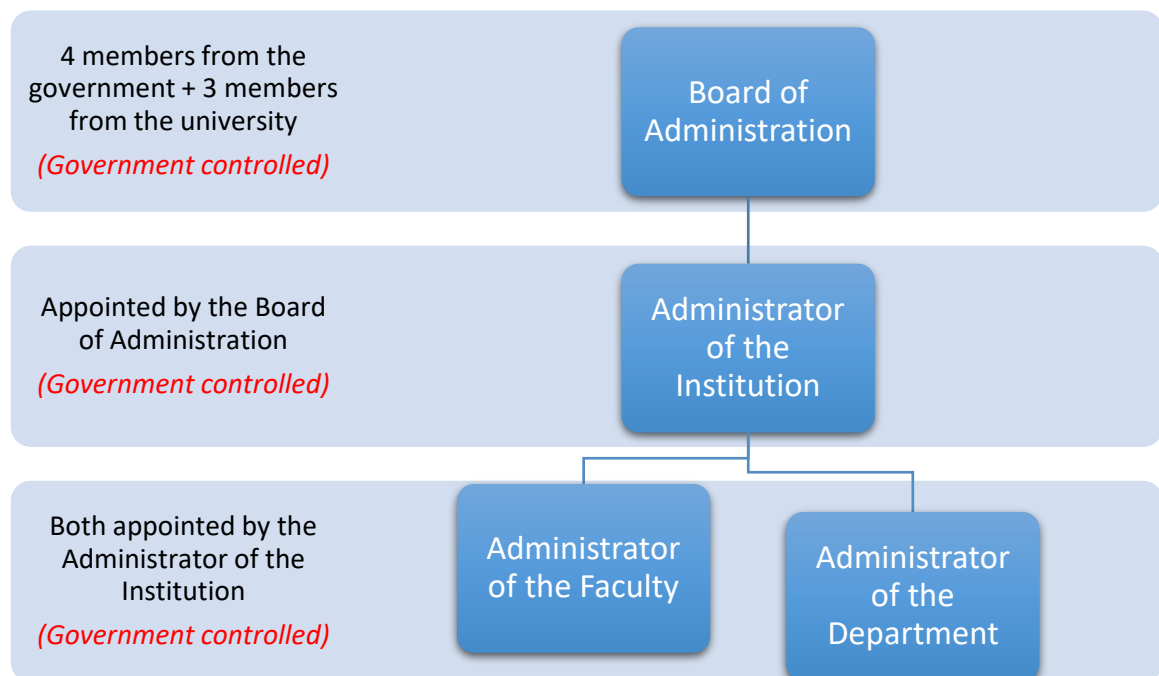 4 members from the
government + 3 members
from the university
(Government controlled)
Board of
Administration
Appointed by the Board
of Administration
(Government controlled)
Administrator
of the
Institution
Both appointed by the
Administrator of the
Institution
(Government controlled)
Administrator
of the Faculty
Administrator
of the
Department